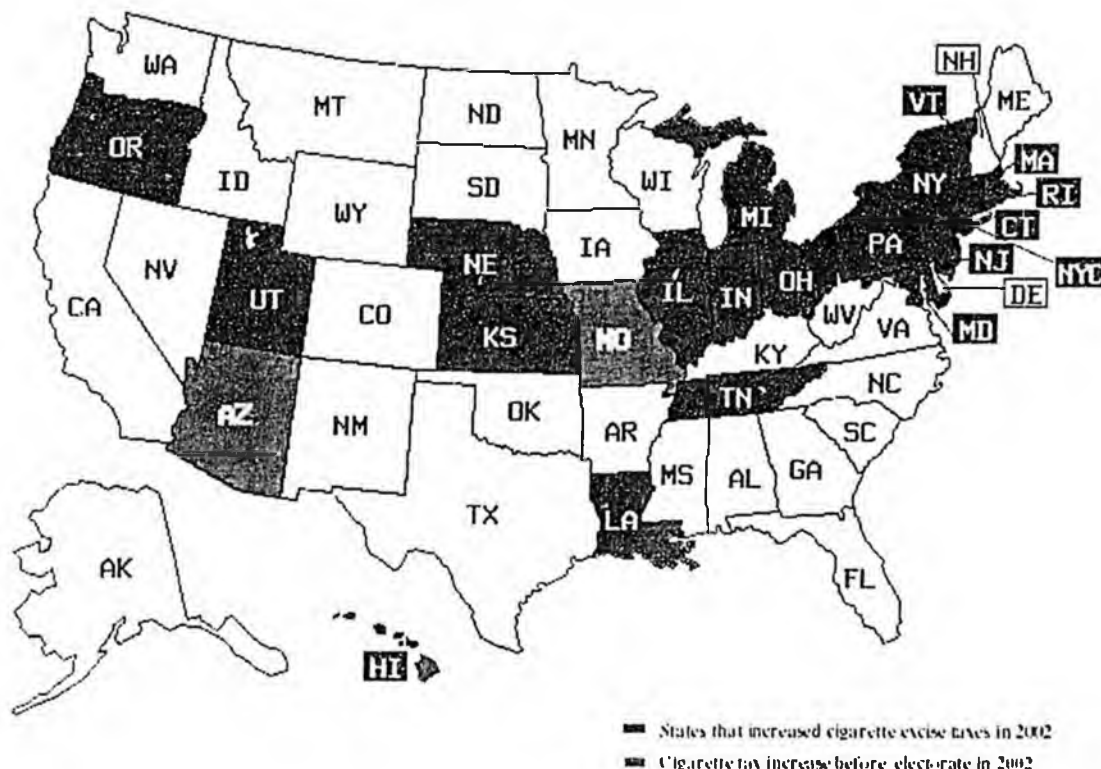 WA
MT
ND
MN
NH
ME
VT
OR
ID
SD
WI
MI
NY
MA
RI
WY
IA
PA
CT
NV
NE
IL
IN
OH
NJ
NYC
CA
UT
CO
KS
MO
WV
VA
DE
MD
KY
AZ
NM
OK
AR
TN
NC
SC
MS
AL
GA
TX
LA
FL
AK
HI
States that increased cigarette excise taxes in 2002
Cigarette tax increase before electorate in 2002